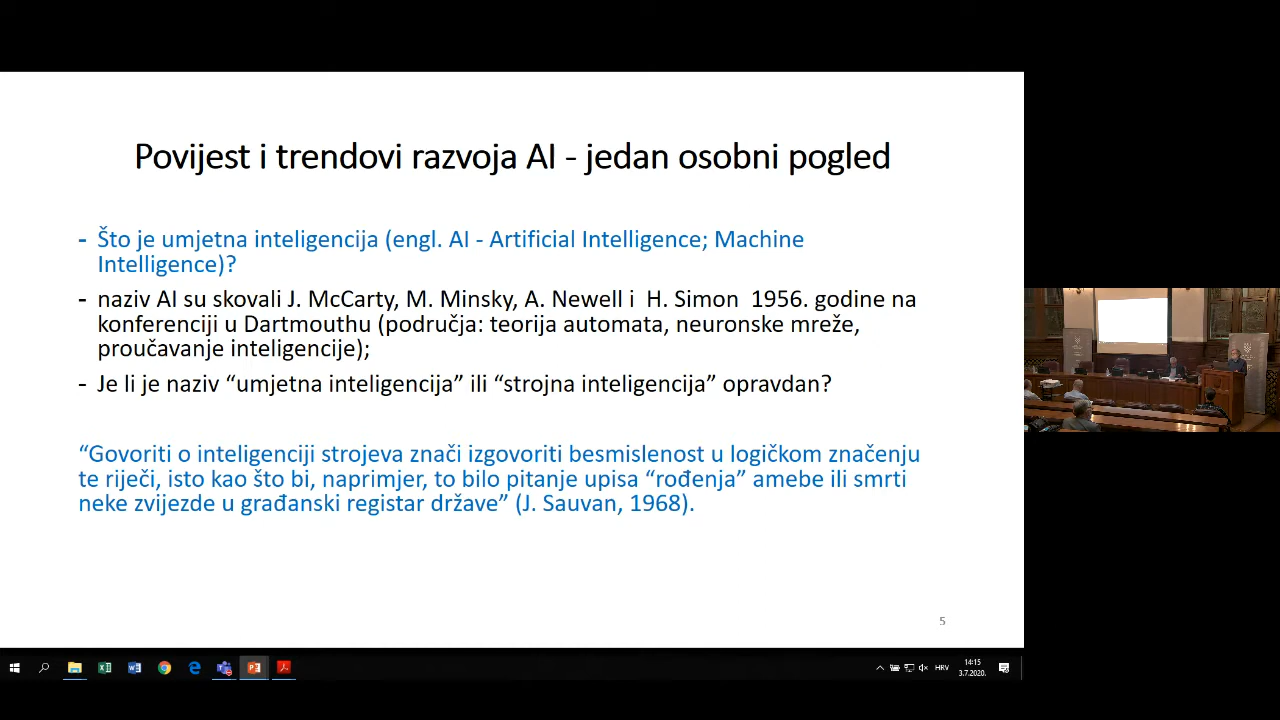 Povijest i trendovi razvoja AI - jedan osobni pogled
- Što je umjetna inteligencija (engl. AI - Artificial Intelligence; Machine
Intelligence)?
- naziv AI su skovali J. McCarty, M. Minsky, A. Newell i H. Simon 1956. godine na
konferenciji u Dartmouthu (područja: teorija automata, neuronske mreže,
proučavanje inteligencije);
- Je li je naziv “umjetna inteligencija” ili “strojna inteligencija” opravdan?
“Govoriti o inteligenciji strojeva znači izgovoriti besmislenost u logičkom značenju
te riječi, isto kao što bi, naprimjer, to bilo pitanje upisa “rođenja” amebe ili smrti
neke zvijezde u građanski registar države” (J. Sauvan, 1968).
5
HRV
14:15
3.7.2020.